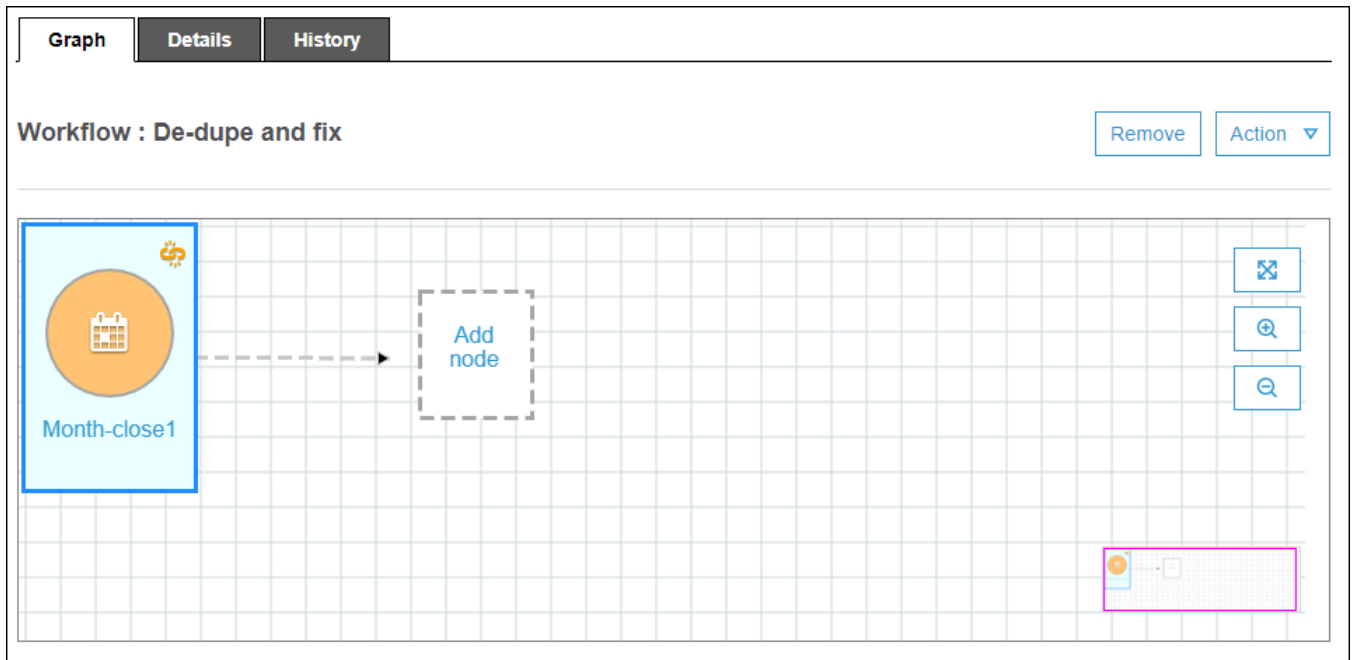 Graph
Details
History
Workflow : De-dupe and fix
Remove
Action
Add
node
Month-close1